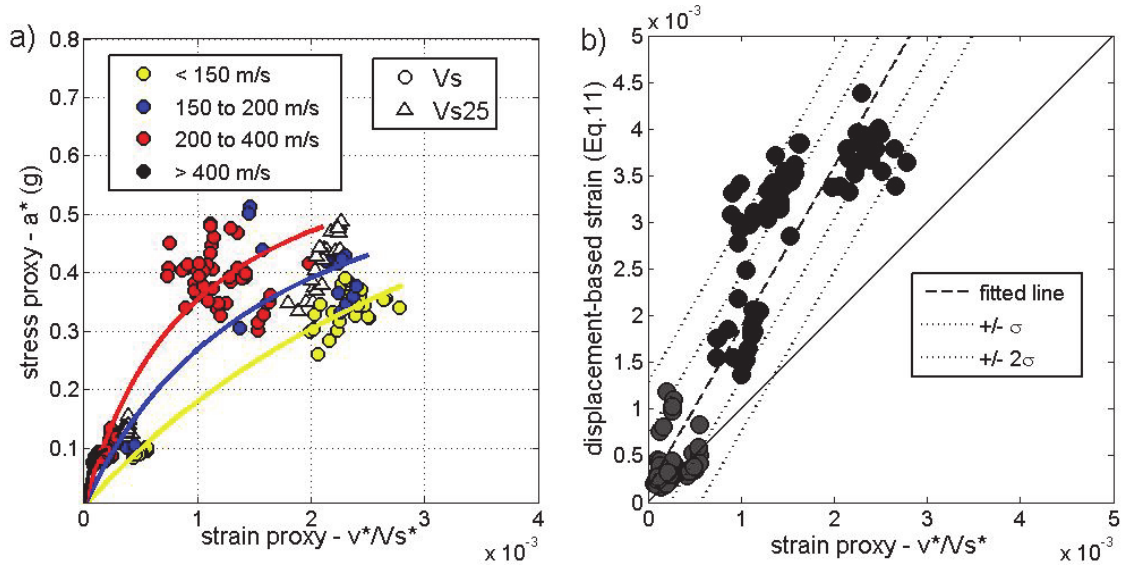 a)
0.8
0.7
0.6
0.5
0.4
0.3
0.2
0.1
stress proxy - a* (g)
< 150 m/s
150 to 200 m/s
200 to 400 m/s
> 400 m/s
Vs
Vs25
0 1 2 3 4
strain proxy - v*/Vs*
x 10⁻³
b)
x 10⁻³
5
4.5
4
3.5
3
2.5
2
1.5
1
0.5
0
displacement-based strain (Eq.11)
fitted line
+/- σ
+/- 2σ
0 1 2 3 4 5
strain proxy - v*/Vs*
x 10⁻³